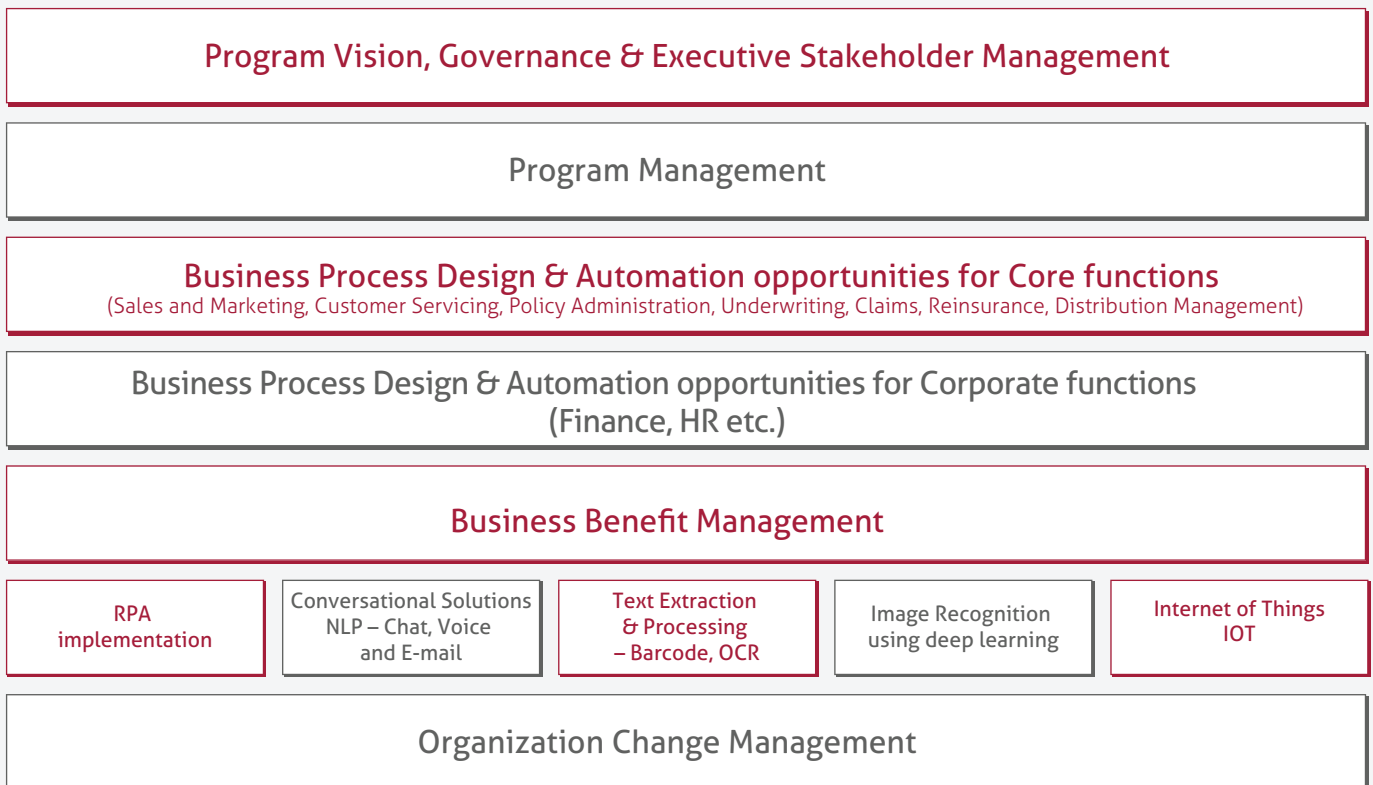 Program Vision, Governance & Executive Stakeholder Management
Program Management
Business Process Design & Automation opportunities for Core functions
(Sales and Marketing, Customer Servicing, Policy Administration, Underwriting, Claims, Reinsurance, Distribution Management)
Business Process Design & Automation opportunities for Corporate functions
(Finance, HR etc.)
Business Benefit Management
RPA
implementation
Conversational Solutions
NLP – Chat, Voice
and E-mail
Text Extraction
& Processing
– Barcode, OCR
Image Recognition
using deep learning
Internet of Things
IOT
Organization Change Management